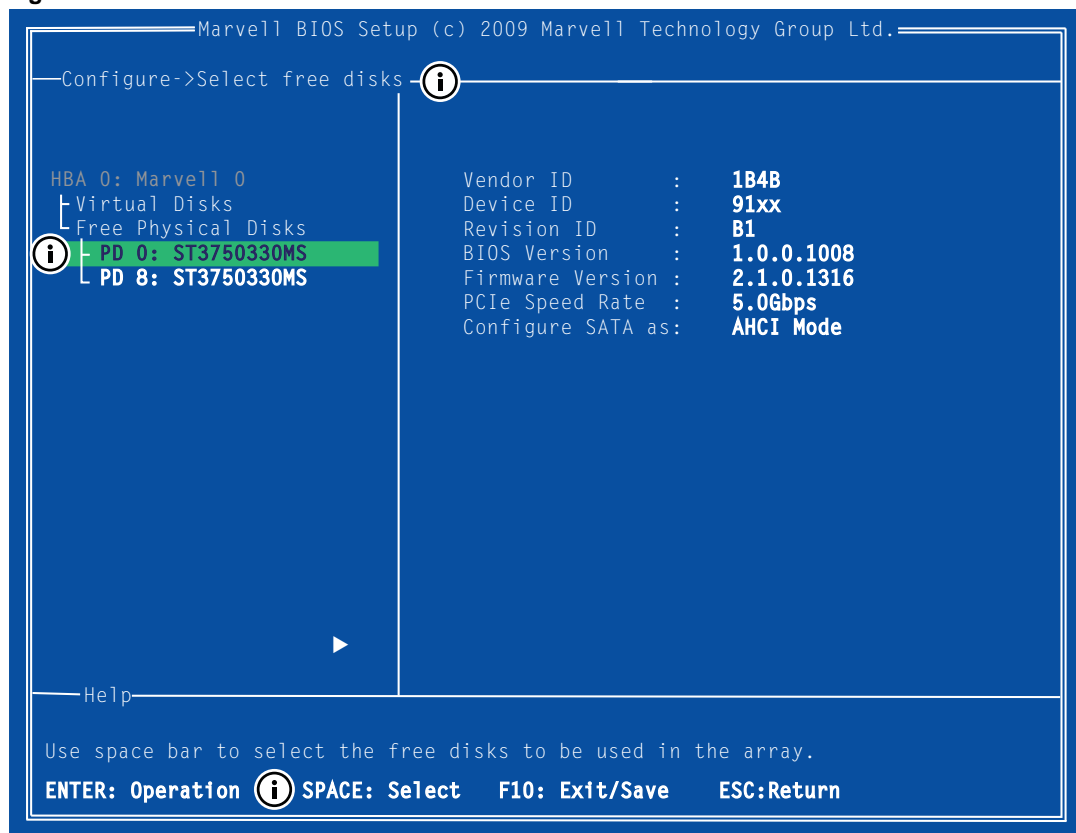 Marvell BIOS Setup (c) 2009 Marvell Technology Group Ltd.
Configure->Select free disks
i
HBA 0: Marvell 0
Virtual Disks
Free Physical Disks
i
PD 0: ST3750330MS
PD 8: ST3750330MS
Vendor ID : 1B4B
Device ID : 91xx
Revision ID : B1
BIOS Version : 1.0.0.1008
Firmware Version : 2.1.0.1316
PCIe Speed Rate : 5.0Gbps
Configure SATA as: AHCI Mode
Help
Use space bar to select the free disks to be used in the array.
ENTER: Operation i SPACE: Select F10: Exit/Save ESC:Return